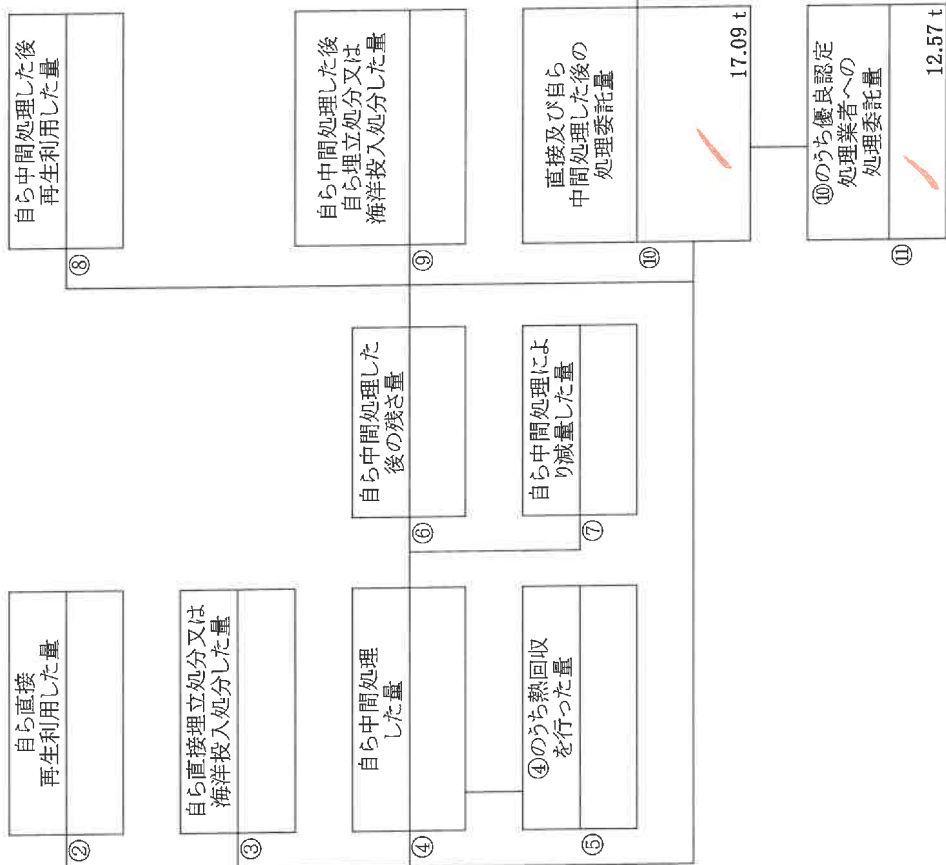 ②
自ら直接
再生利用した量
③
自ら直接埋立処分又は
海洋投入処分した量
④
自ら中間処理
した量
⑤
④のうち熱回収
を行った量
⑥
自ら中間処理した
後の残さ量
⑦
自ら中間処理によ
り減量した量
⑧
自ら中間処理した後
再生利用した量
⑨
自ら中間処理した後
自ら埋立処分又は
海洋投入処分した量
⑩
直接及び自ら
中間処理した後の
処理委託量
17.09 t
⑪
⑩のうち優良認定
処理業者への
処理委託量
12.57 t